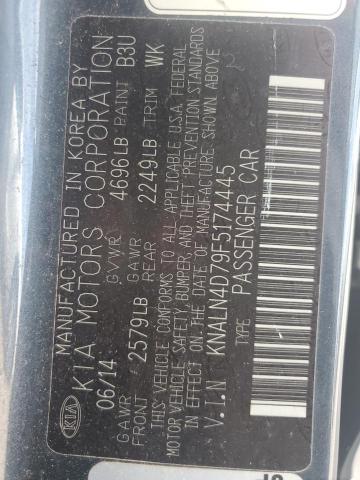 KIA
MANUFACTURED IN KOREA BY
KIA MOTORS CORPORATION
06/14 GVWR 4696LB PAINT B3U
GAWR FRONT 2579LB GAWR REAR 2249LB TRIM WK
THIS VEHICLE CONFORMS TO ALL APPLICABLE U.S.A. FEDERAL
MOTOR VEHICLE SAFETY, BUMPER, AND THEFT PREVENTION STANDARDS
IN EFFECT ON THE DATE OF MANUFACTURE SHOWN ABOVE
V.I.N KNALN4D79F5174445
TYPE PASSENGER CAR